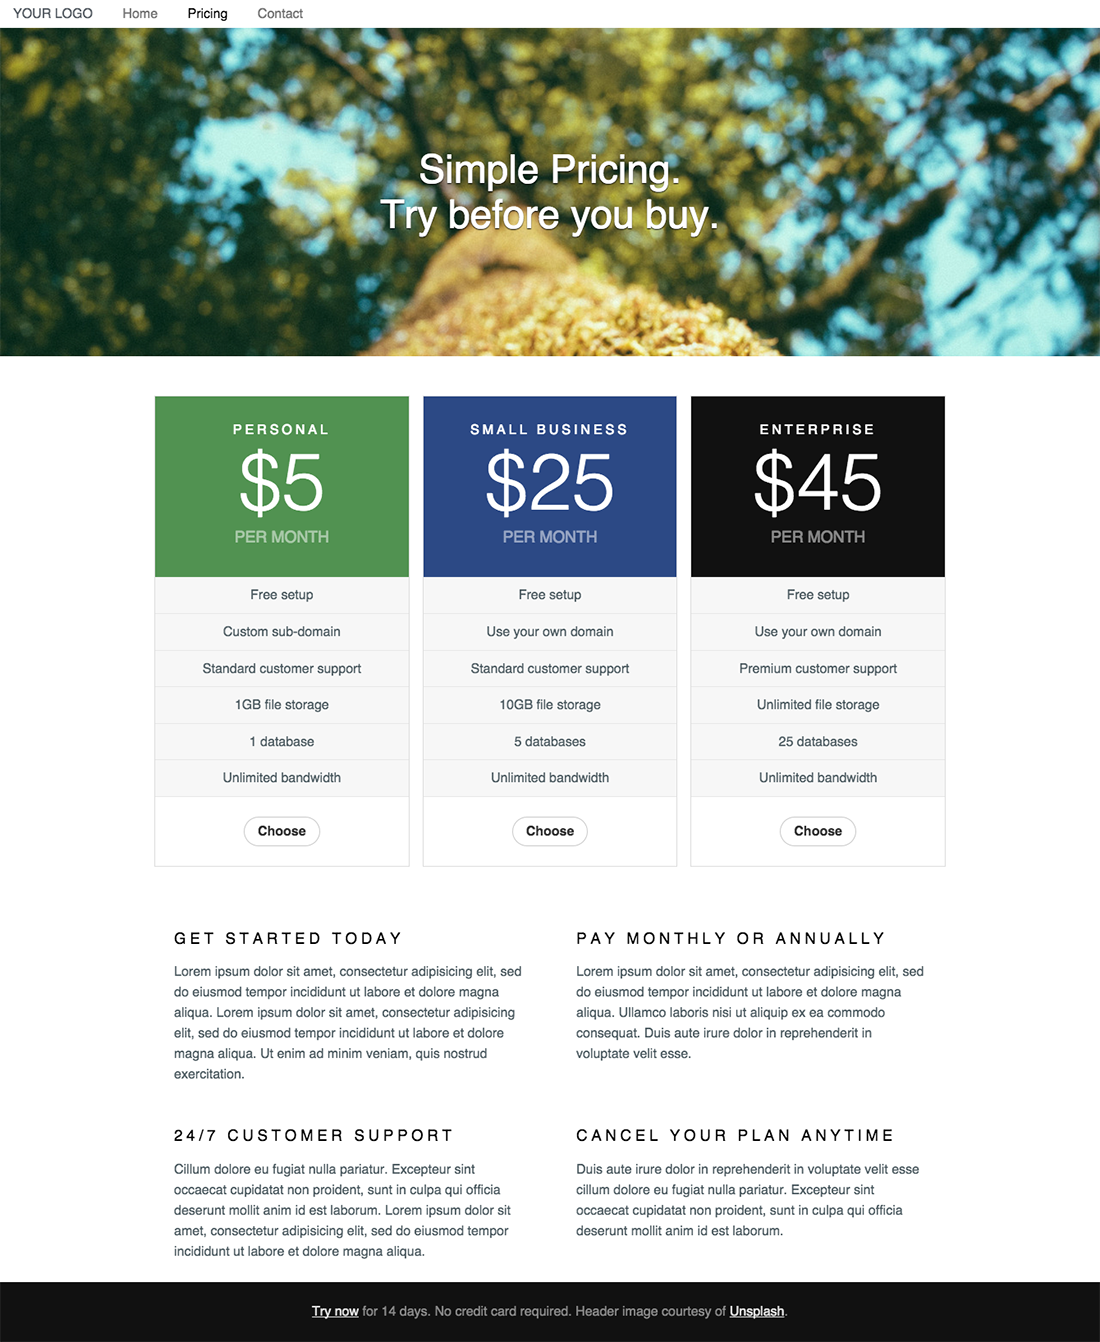 YOUR LOGO Home Pricing Contact
Simple Pricing.
Try before you buy.
PERSONAL
$5
PER MONTH
Free setup
Custom sub-domain
Standard customer support
1GB file storage
1 database
Unlimited bandwidth
Choose
SMALL BUSINESS
$25
PER MONTH
Free setup
Use your own domain
Standard customer support
10GB file storage
5 databases
Unlimited bandwidth
Choose
ENTERPRISE
$45
PER MONTH
Free setup
Use your own domain
Premium customer support
Unlimited file storage
25 databases
Unlimited bandwidth
Choose
GET STARTED TODAY
Lorem ipsum dolor sit amet, consectetur adipisicing elit, sed
do eiusmod tempor incididunt ut labore et dolore magna
aliqua. Lorem ipsum dolor sit amet, consectetur adipisicing
elit, sed do eiusmod tempor incididunt ut labore et dolore
magna aliqua. Ut enim ad minim veniam, quis nostrud
exercitation.
PAY MONTHLY OR ANNUALLY
Lorem ipsum dolor sit amet, consectetur adipisicing elit, sed
do eiusmod tempor incididunt ut labore et dolore magna
aliqua. Ullamco laboris nisi ut aliquip ex ea commodo
consequat. Duis aute irure dolor in reprehenderit in
voluptate velit esse.
24/7 CUSTOMER SUPPORT
Cillum dolore eu fugiat nulla pariatur. Excepteur sint
occaecat cupidatat non proident, sunt in culpa qui officia
deserunt mollit anim id est laborum. Lorem ipsum dolor sit
amet, consectetur adipisicing elit, sed do eiusmod tempor
incididunt ut labore et dolore magna aliqua.
CANCEL YOUR PLAN ANYTIME
Duis aute irure dolor in reprehenderit in voluptate velit esse
cillum dolore eu fugiat nulla pariatur. Excepteur sint
occaecat cupidatat non proident, sunt in culpa qui officia
deserunt mollit anim id est laborum.
Try now for 14 days. No credit card required. Header image courtesy of Unsplash.